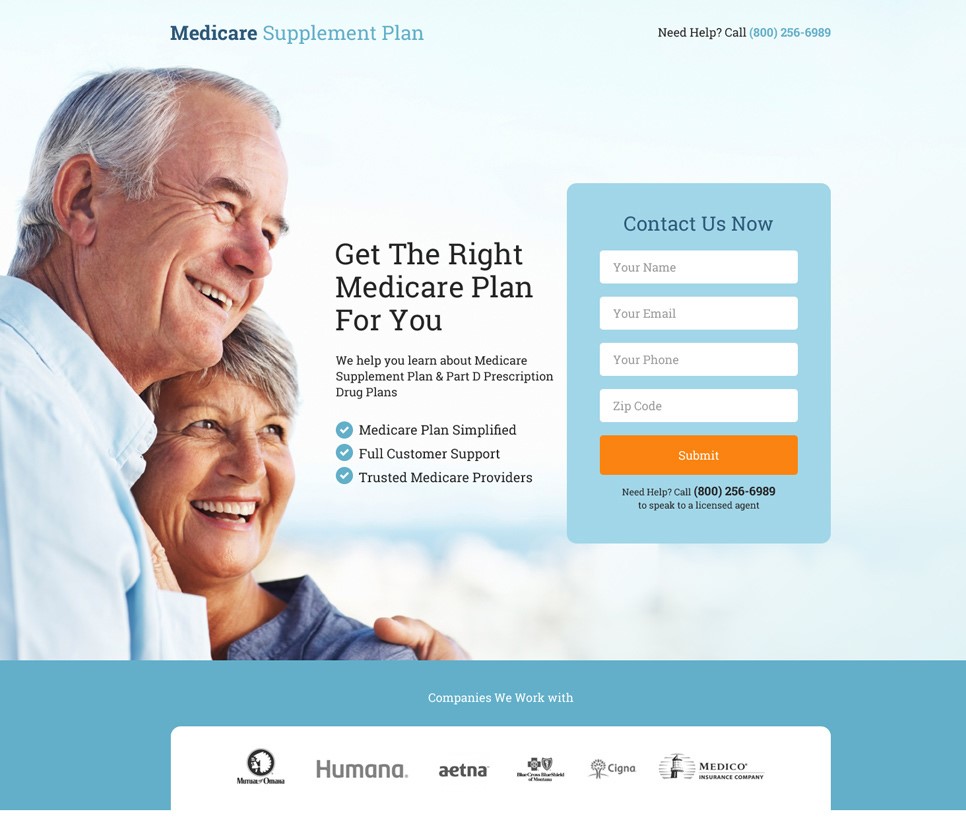 Medicare Supplement Plan
Need Help? Call (800) 256-6989
Get The Right
Medicare Plan
For You
We help you learn about Medicare
Supplement Plan & Part D Prescription
Drug Plans
Medicare Plan Simplified
Full Customer Support
Trusted Medicare Providers
Contact Us Now
Your Name
Your Email
Your Phone
Zip Code
Submit
Need Help? Call (800) 256-6989
to speak to a licensed agent
Companies We Work with
Mutual of Omaha
Humana.
aetna
BlueCross BlueShield
of Montana
Cigna
MEDICO®
INSURANCE COMPANY